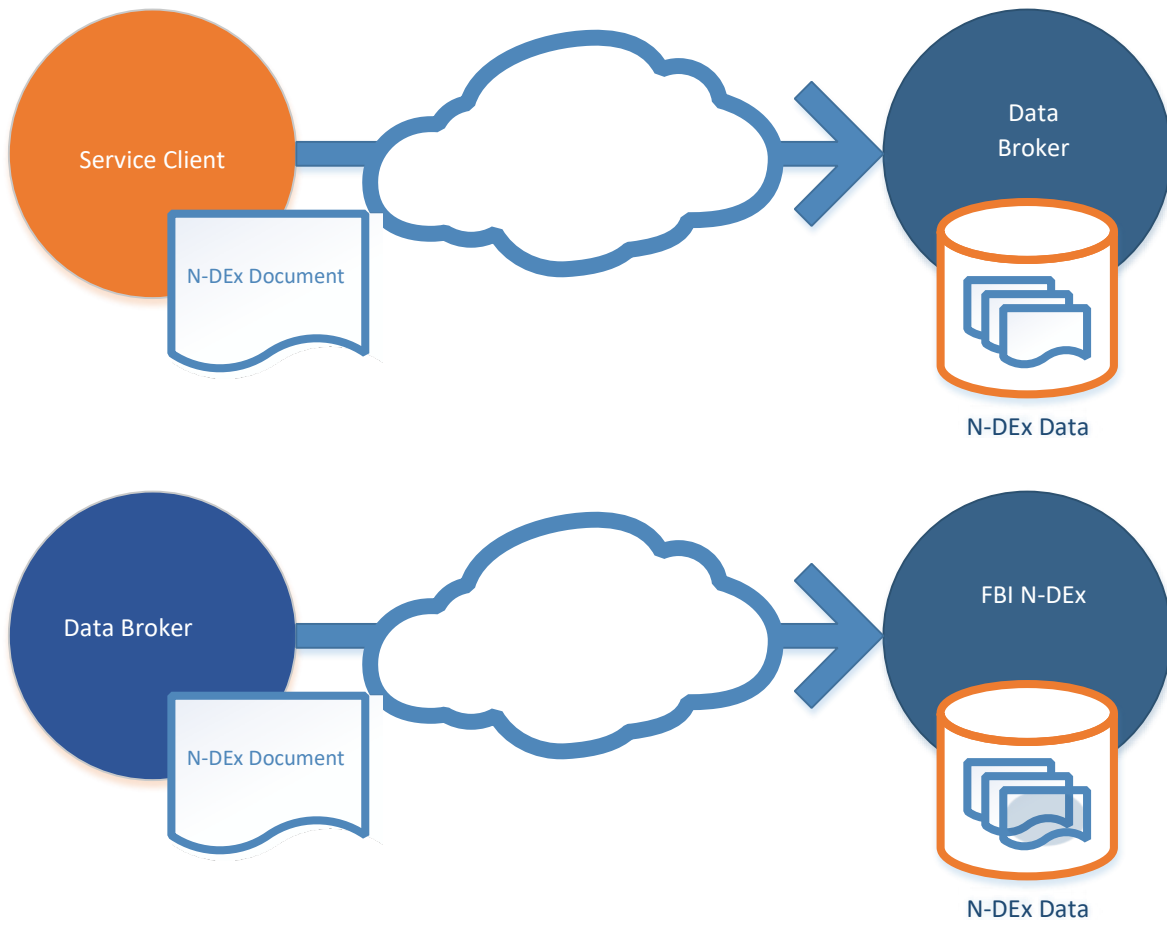 Service Client
Data
Broker
N-DEx Document
N-DEx Data
Data Broker
FBI N-DEx
N-DEx Document
N-DEx Data